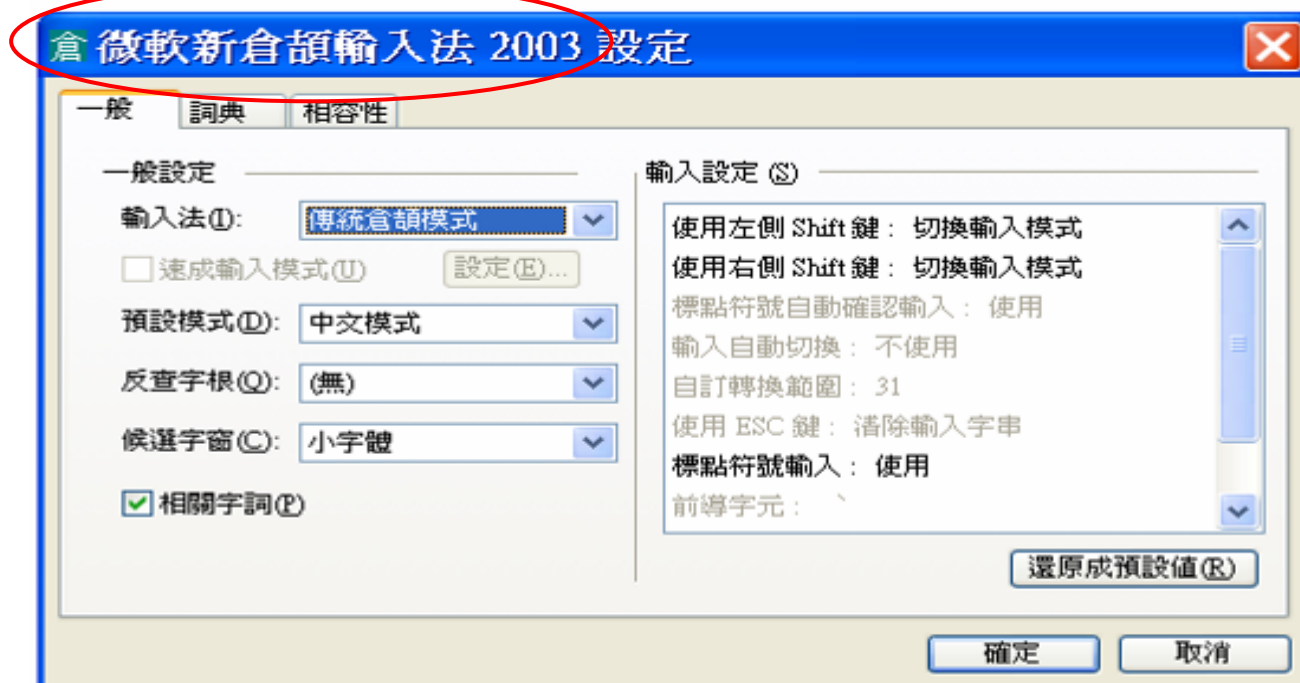 倉 微軟新倉頡輸入法 2003 設定
一般 詞典 相容性
一般設定
輸入法(I): 傳統倉頡模式
速成輸入模式(U) 設定(E)...
預設模式(D): 中文模式
反查字根(Q): (無)
候選字窗(C): 小字體
相關字詞(P)
輸入設定 (S)
使用左側 Shift 鍵： 切換輸入模式
使用右側 Shift 鍵： 切換輸入模式
標點符號自動確認輸入： 使用
輸入自動切換： 不使用
自訂轉換範圍： 31
使用 ESC 鍵： 清除輸入字串
標點符號輸入： 使用
前導字元： ｀
還原成預設值(R)
確定 取消